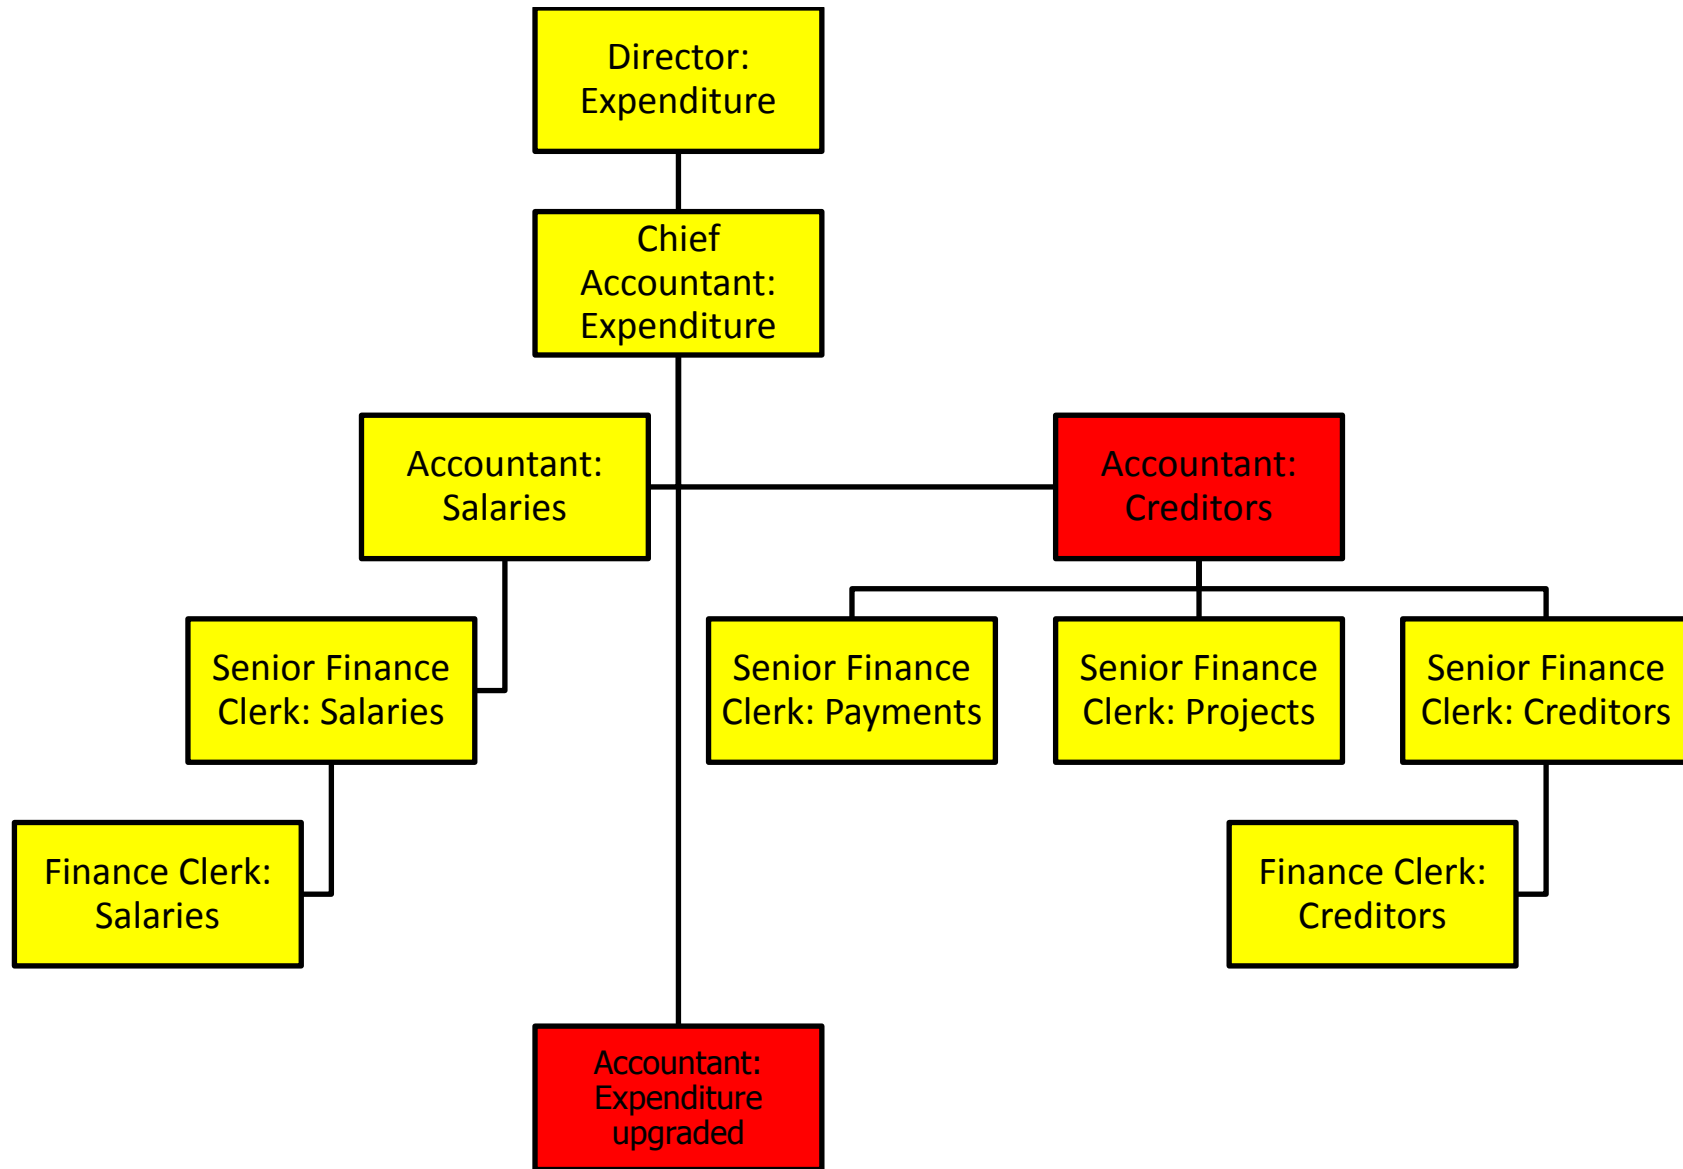 Director:
Expenditure
Chief
Accountant:
Expenditure
Accountant:
Salaries
Accountant:
Creditors
Senior Finance
Clerk: Salaries
Senior Finance
Clerk: Payments
Senior Finance
Clerk: Projects
Senior Finance
Clerk: Creditors
Finance Clerk:
Salaries
Finance Clerk:
Creditors
Accountant:
Expenditure
upgraded